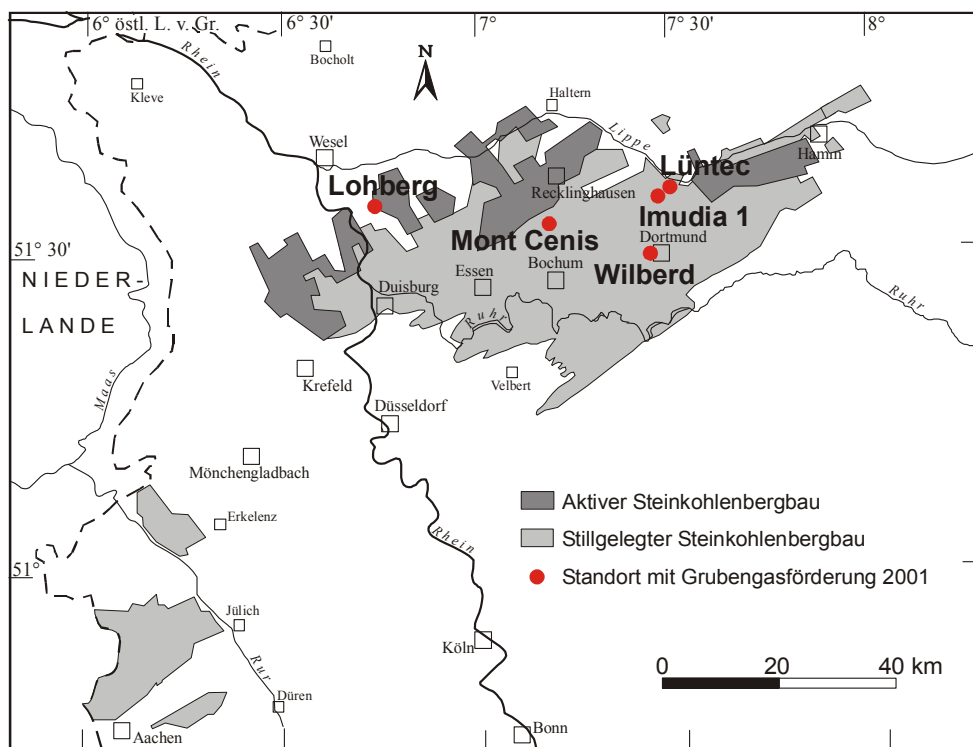 6° östl. L. v. Gr.
6° 30'
7°
7° 30'
8°
Rhein
Bocholt
N
Kleve
Haltern
Lippe
Wesel
Hamm
Lüntec
Recklinghausen
Lohberg
Imudia 1
Mont Cenis
Dortmund
51° 30'
Bochum
Wilberd
Essen
NIEDER-
LANDE
Duisburg
Ruhr
Ruhr
Maas
Krefeld
Velbert
Düsseldorf
Mönchengladbach
Aktiver Steinkohlenbergbau
Erkelenz
Stillgelegter Steinkohlenbergbau
Rhein
51°
Standort mit Grubengasförderung 2001
Jülich
Köln
Rur
0 20 40 km
Düren
Aachen
Bonn